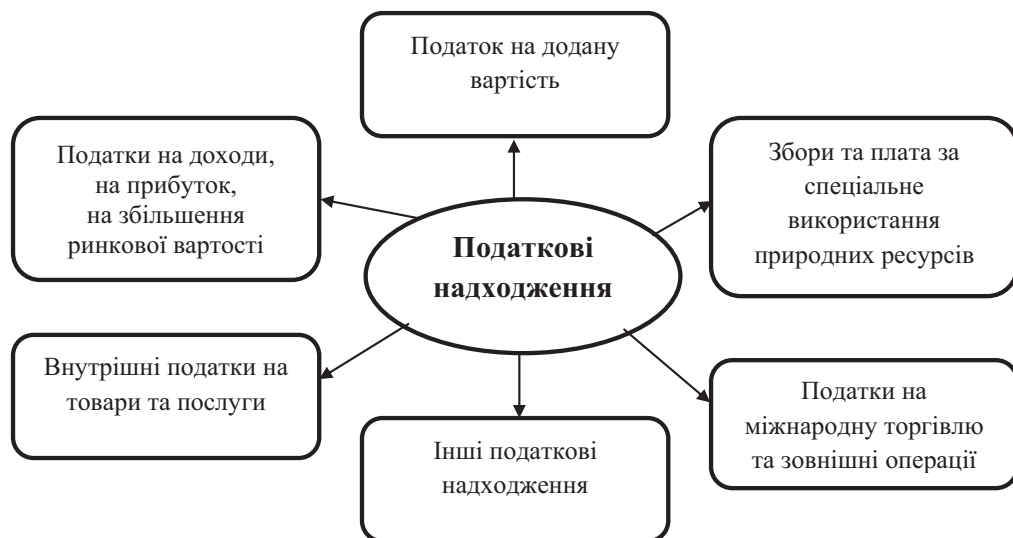 Податок на додану
вартість
Податки на доходи,
на прибуток,
на збільшення
ринкової вартості
Збори та плата за
спеціальне
використання
природних ресурсів
Податкові
надходження
Внутрішні податки на
товари та послуги
Інші податкові
надходження
Податки на
міжнародну торгівлю
та зовнішні операції